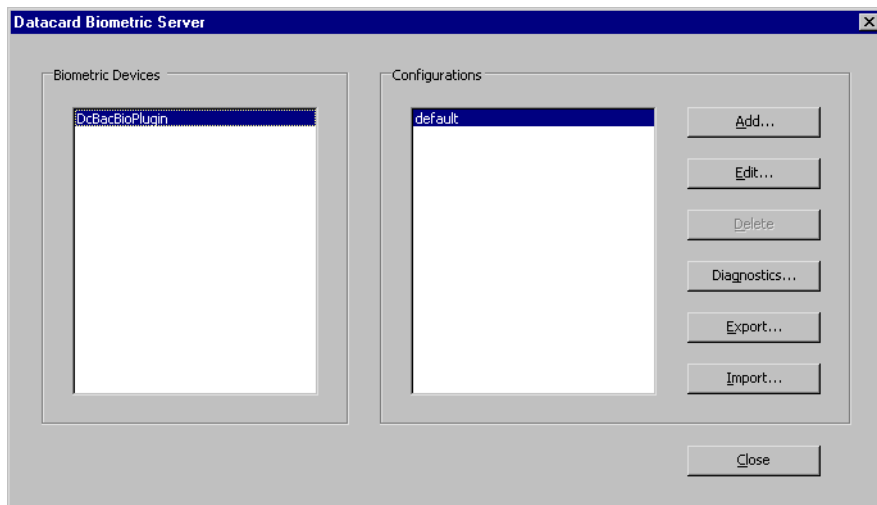 Datacard Biometric Server
Biometric Devices
DcBacBioPlugin
Configurations
default
Add...
Edit...
Delete
Diagnostics...
Export...
Import...
Close